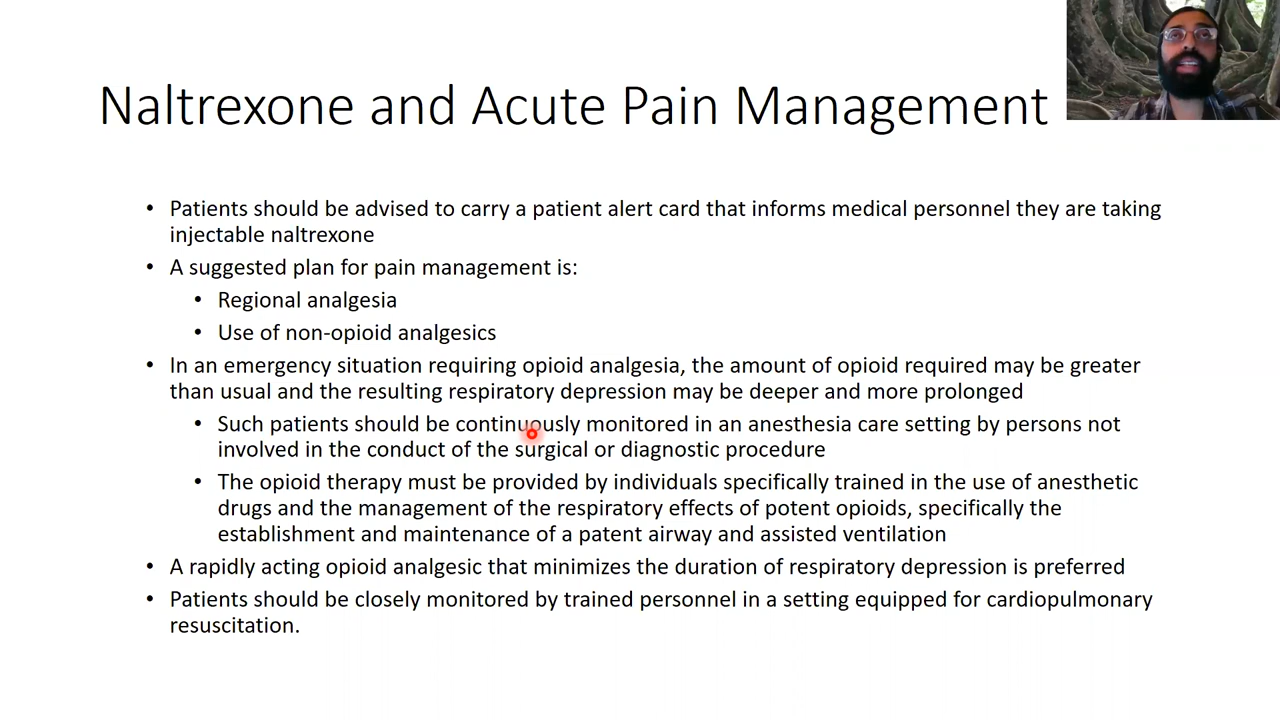 Naltrexone and Acute Pain Management
• Patients should be advised to carry a patient alert card that informs medical personnel they are taking
injectable naltrexone
• A suggested plan for pain management is:
• Regional analgesia
• Use of non-opioid analgesics
• In an emergency situation requiring opioid analgesia, the amount of opioid required may be greater
than usual and the resulting respiratory depression may be deeper and more prolonged
• Such patients should be continuously monitored in an anesthesia care setting by persons not
involved in the conduct of the surgical or diagnostic procedure
• The opioid therapy must be provided by individuals specifically trained in the use of anesthetic
drugs and the management of the respiratory effects of potent opioids, specifically the
establishment and maintenance of a patent airway and assisted ventilation
• A rapidly acting opioid analgesic that minimizes the duration of respiratory depression is preferred
• Patients should be closely monitored by trained personnel in a setting equipped for cardiopulmonary
resuscitation.